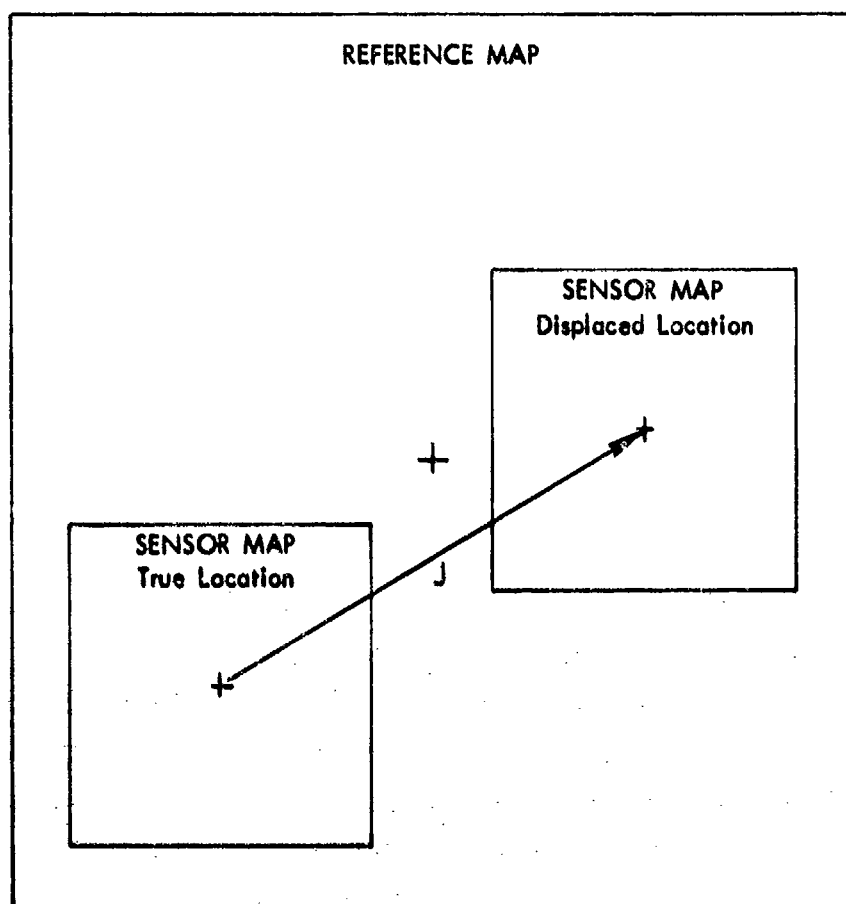 REFERENCE MAP
SENSOR MAP
Displaced Location
SENSOR MAP
True Location
J